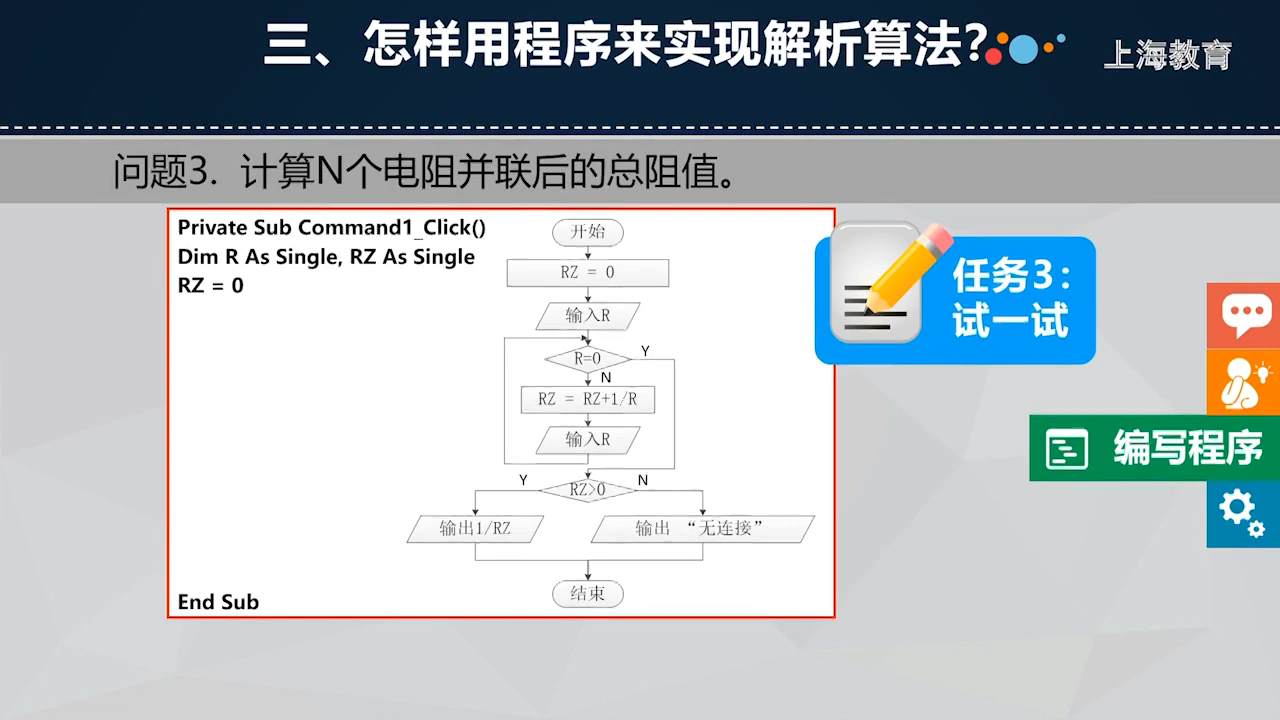 三、怎样用程序来实现解析算法?
上海教育
问题3. 计算N个电阻并联后的总阻值。
Private Sub Command1_Click()
Dim R As Single, RZ As Single
RZ = 0
开始
RZ = 0
输入R
R=0
Y
N
RZ = RZ+1/R
输入R
Y
RZ>0
N
输出1/RZ
输出 “无连接”
结束
End Sub
任务3:
试一试
编写程序